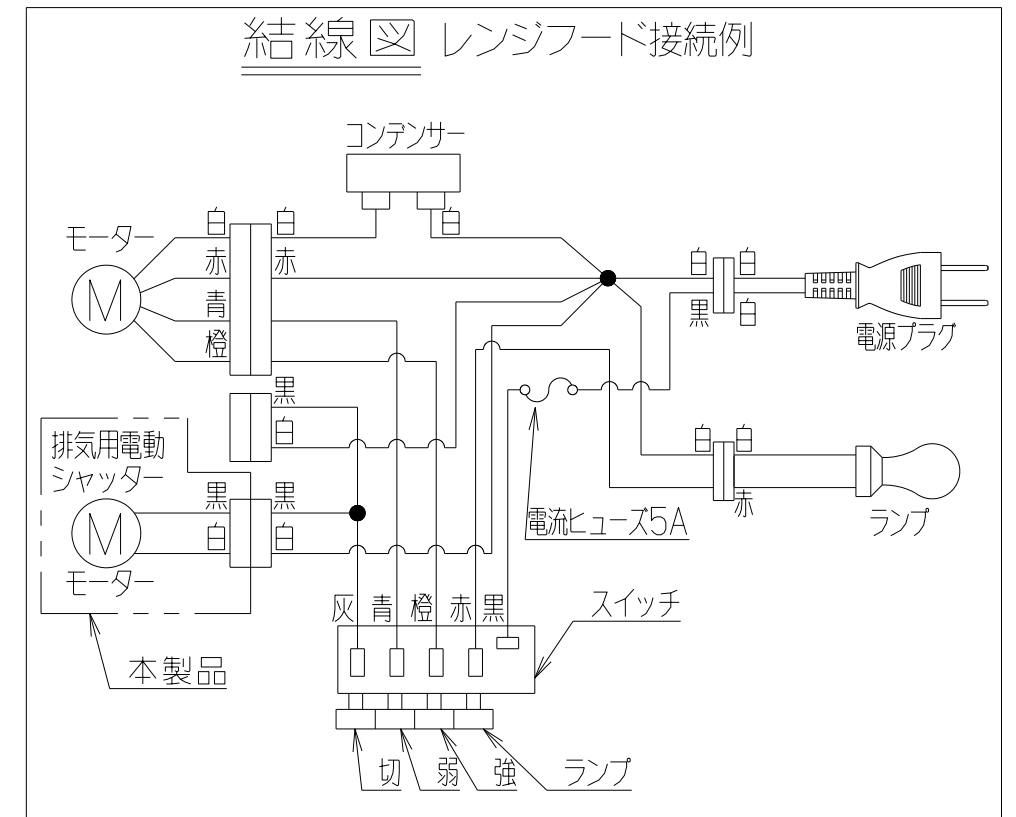 結線図 レンジフード接続例
コンデンサー
モーター
白 白 白
赤 赤
青
橙
白 白
黒 白
電源プラグ
黒
白
排気用電動
シャッター
黒 黒
白 白
M
M
モーター
白 白
赤
ランプ
電流ヒューズ5A
灰 青 橙 赤 黒
スイッチ
本製品
切 弱 強 ランプ